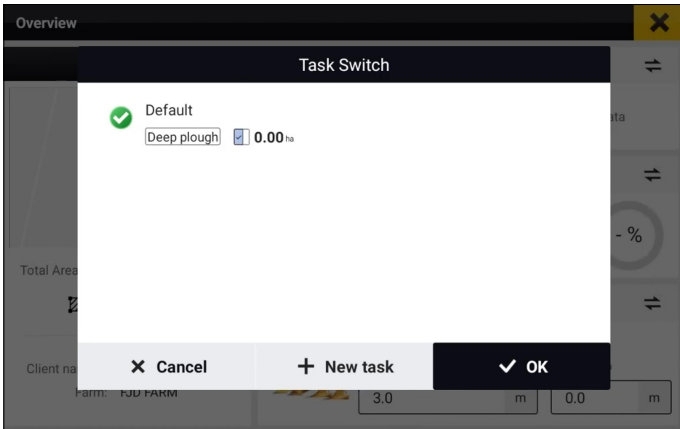 Overview
Task Switch
Default
Deep plough 0.00 ha
ata
- %
Total Area
Client na
Farm: FJD FARM
3.0 m 0.0 m
Cancel New task OK